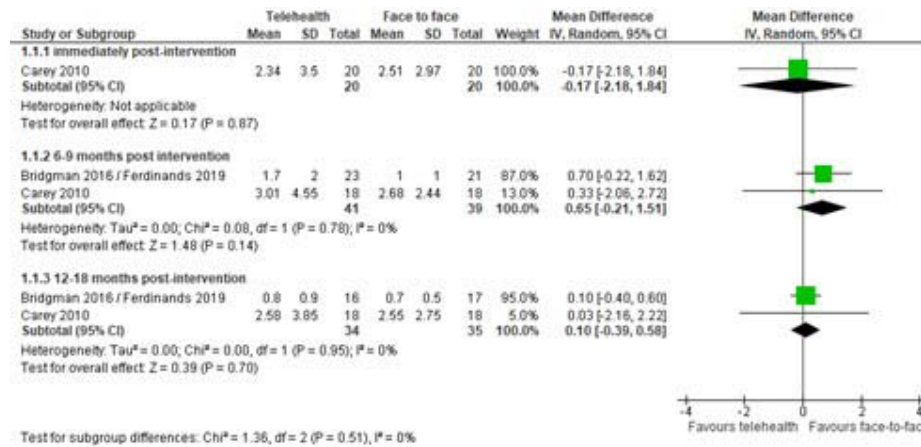 Telehealth Face to face Mean Difference Mean Difference
Study or Subgroup Mean SD Total Mean SD Total Weight IV, Random, 95% CI IV, Random, 95% CI
1.1.1 immediately post-intervention
Carey 2010 2.34 3.5 20 2.51 2.97 20 100.0% -0.17 [-2.18, 1.84]
Subtotal (95% CI) 20 20 100.0% -0.17 [-2.18, 1.84]
Heterogeneity: Not applicable
Test for overall effect: Z = 0.17 (P = 0.87)
1.1.2 6-9 months post intervention
Bridgman 2016 / Ferdinands 2019 1.7 2 23 1 1 21 87.0% 0.70 [-0.22, 1.62]
Carey 2010 3.01 4.55 18 2.68 2.44 18 13.0% 0.33 [-2.06, 2.72]
Subtotal (95% CI) 41 39 100.0% 0.65 [-0.21, 1.51]
Heterogeneity: Tau² = 0.00; Chi² = 0.08, df = 1 (P = 0.78); I² = 0%
Test for overall effect: Z = 1.48 (P = 0.14)
1.1.3 12-18 months post-intervention
Bridgman 2016 / Ferdinands 2019 0.8 0.9 16 0.7 0.5 17 95.0% 0.10 [-0.40, 0.60]
Carey 2010 2.58 3.85 18 2.55 2.75 18 5.0% 0.03 [-2.16, 2.22]
Subtotal (95% CI) 34 35 100.0% 0.10 [-0.39, 0.58]
Heterogeneity: Tau² = 0.00; Chi² = 0.00, df = 1 (P = 0.95); I² = 0%
Test for overall effect: Z = 0.39 (P = 0.70)
-4 -2 0 2 4
Favours telehealth Favours face-to-fac
Test for subgroup differences: Chi² = 1.36, df = 2 (P = 0.51), I² = 0%